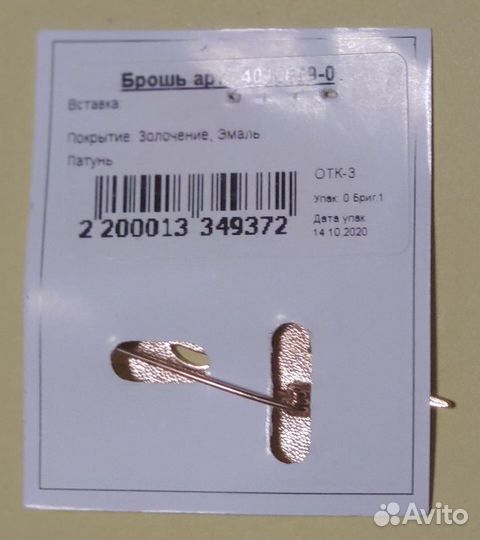 Брошь арт.
Вставка:
Покрытие: Золочение, Эмаль
Латунь
ОТК-3
Упак: 0 Бриг.1
Дата упак
14.10.2020
2 200013 349372
Avito